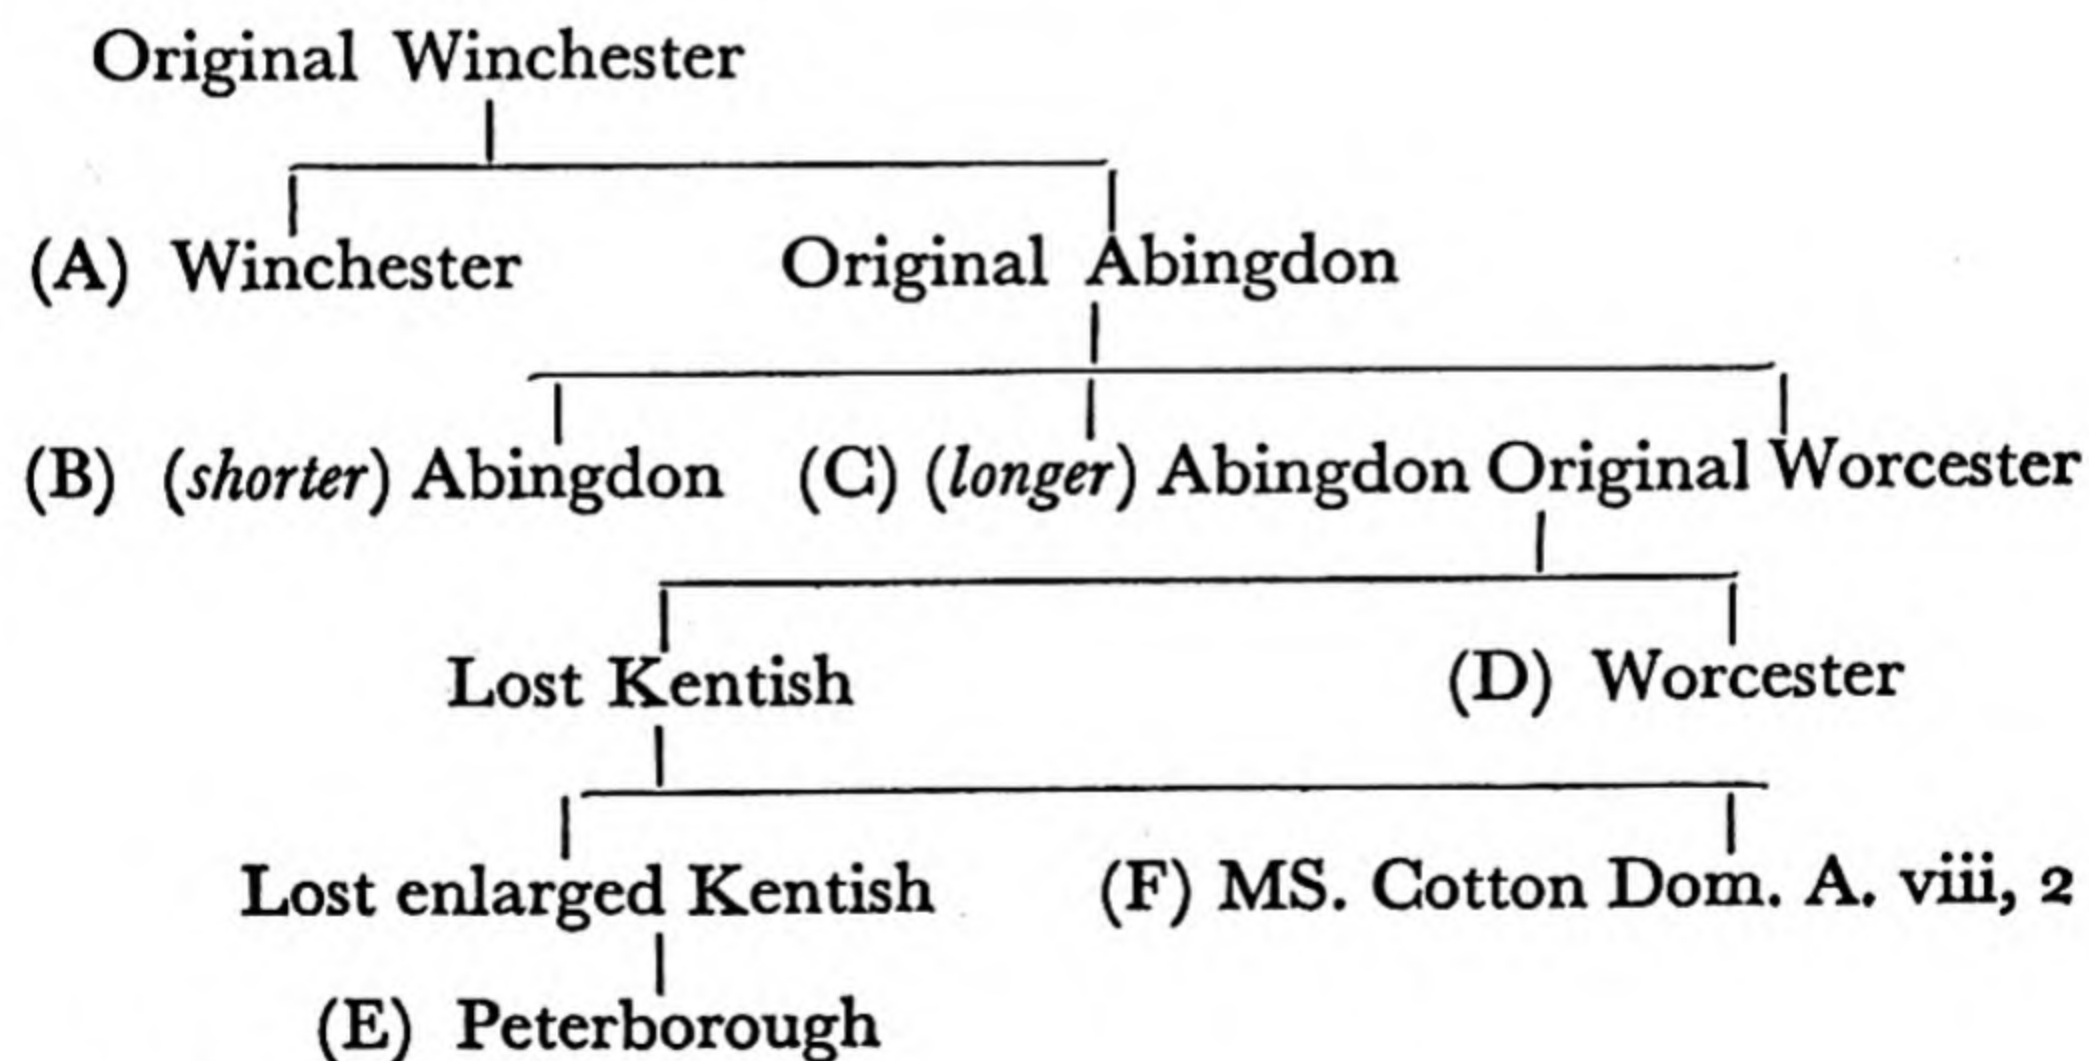 Original Winchester
(A) Winchester Original Abingdon
(B) (shorter) Abingdon (C) (longer) Abingdon Original Worcester
Lost Kentish (D) Worcester
Lost enlarged Kentish (F) MS. Cotton Dom. A. viii, 2
(E) Peterborough